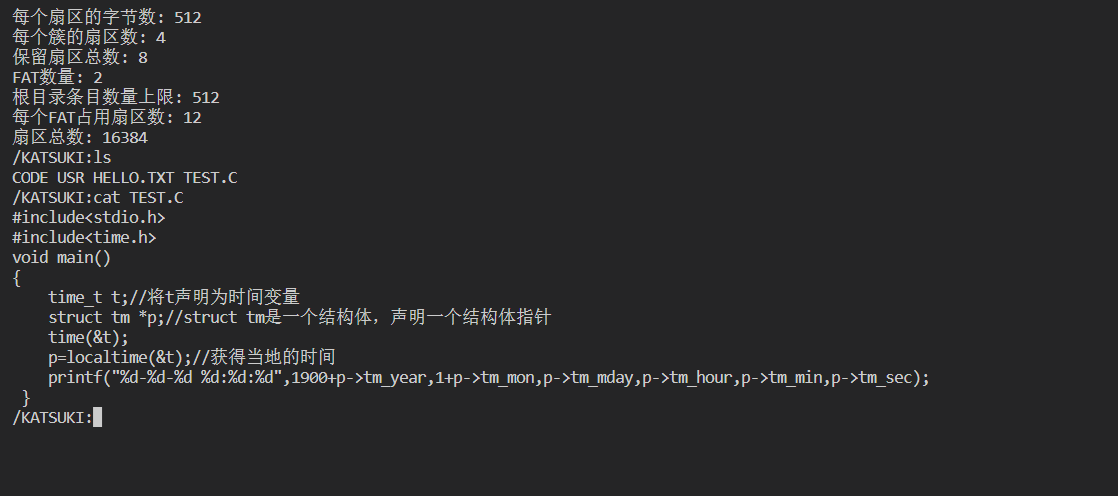 每个扇区的字节数: 512
每个簇的扇区数: 4
保留扇区总数: 8
FAT数量: 2
根目录条目数量上限: 512
每个FAT占用扇区数: 12
扇区总数: 16384
/KATSUKI:ls
CODE USR HELLO.TXT TEST.C
/KATSUKI:cat TEST.C
#include<stdio.h>
#include<time.h>
void main()
{
    time_t t;//将t声明为时间变量
    struct tm *p;//struct tm是一个结构体，声明一个结构体指针
    time(&t);
    p=localtime(&t);//获得当地的时间
    printf("%d-%d-%d %d:%d:%d",1900+p->tm_year,1+p->tm_mon,p->tm_mday,p->tm_hour,p->tm_min,p->tm_sec);
 }
/KATSUKI: